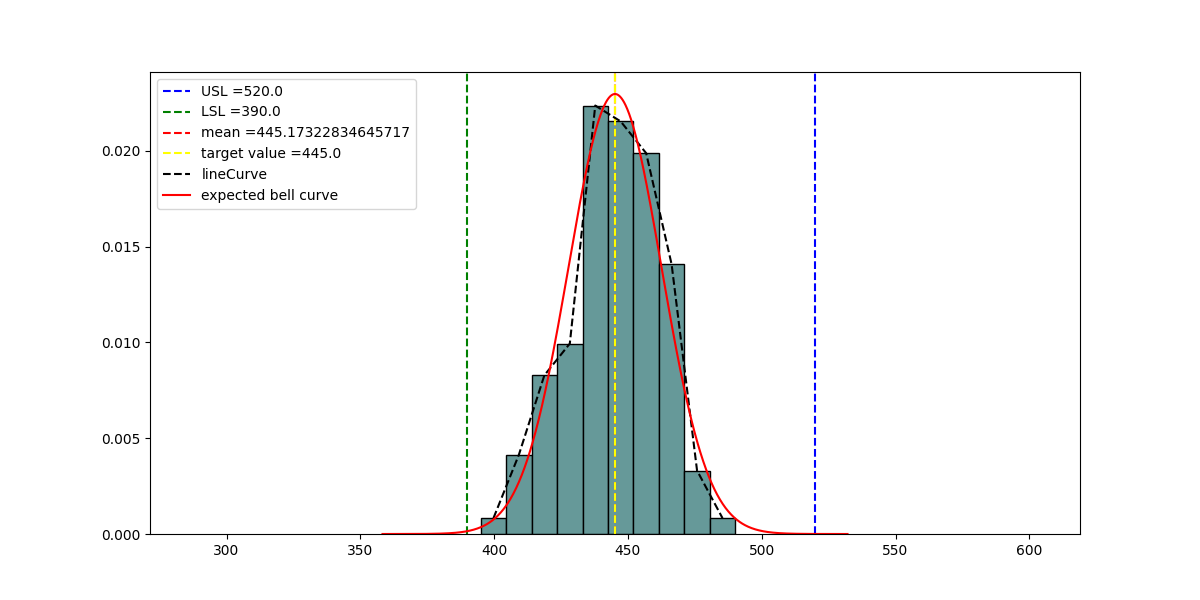 USL =520.0
LSL =390.0
mean =445.17322834645717
target value =445.0
lineCurve
expected bell curve
0.020
0.015
0.010
0.005
0.000
300 350 400 450 500 550 600